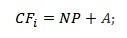 CFᵢ = NP + A;